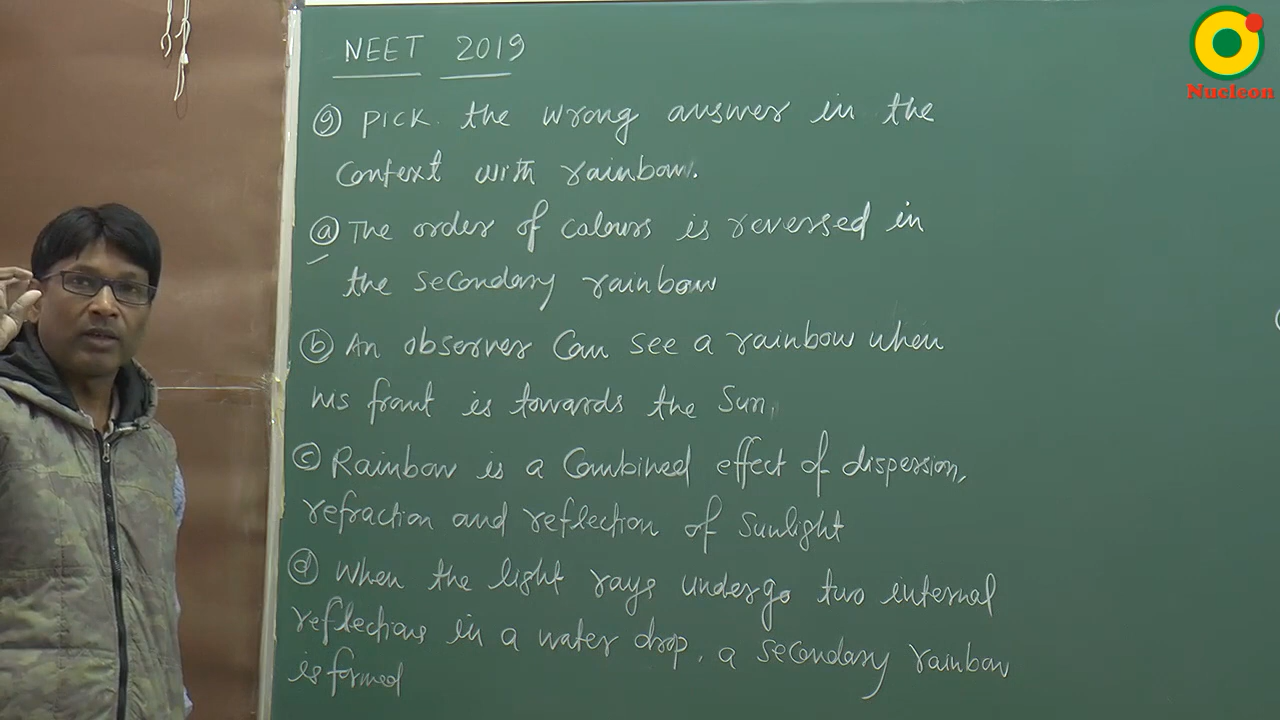 NEET 2019
Nucleon
Q PICK. the wrong answer in the
Context with rainbow.
a The order of colours is reversed in
the secondary rainbow
b An observer Can see a rainbow when
his front is towards the Sun.
c Rainbow is a Combined effect of dispersion,
refraction and reflection of Sunlight
d When the light rays undergo two internal
reflections in a water drop, a secondary rainbow
is formed